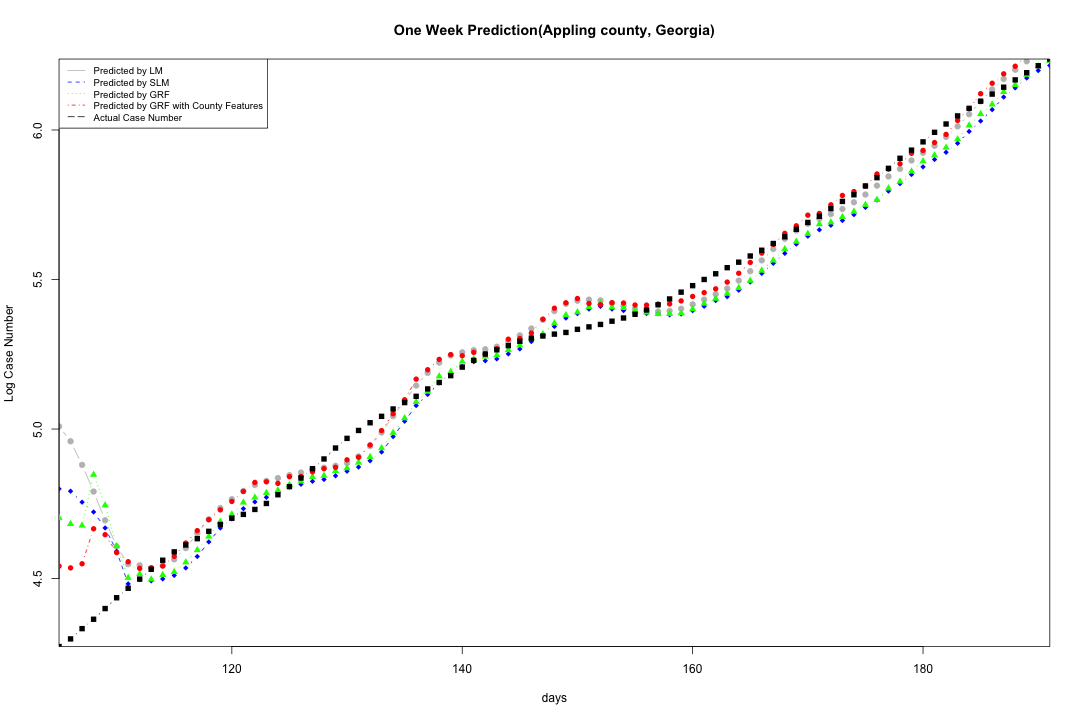 One Week Prediction(Appling county, Georgia)
Predicted by LM
Predicted by SLM
Predicted by GRF
Predicted by GRF with County Features
Actual Case Number
6.0
5.5
5.0
4.5
Log Case Number
120
140
160
180
days